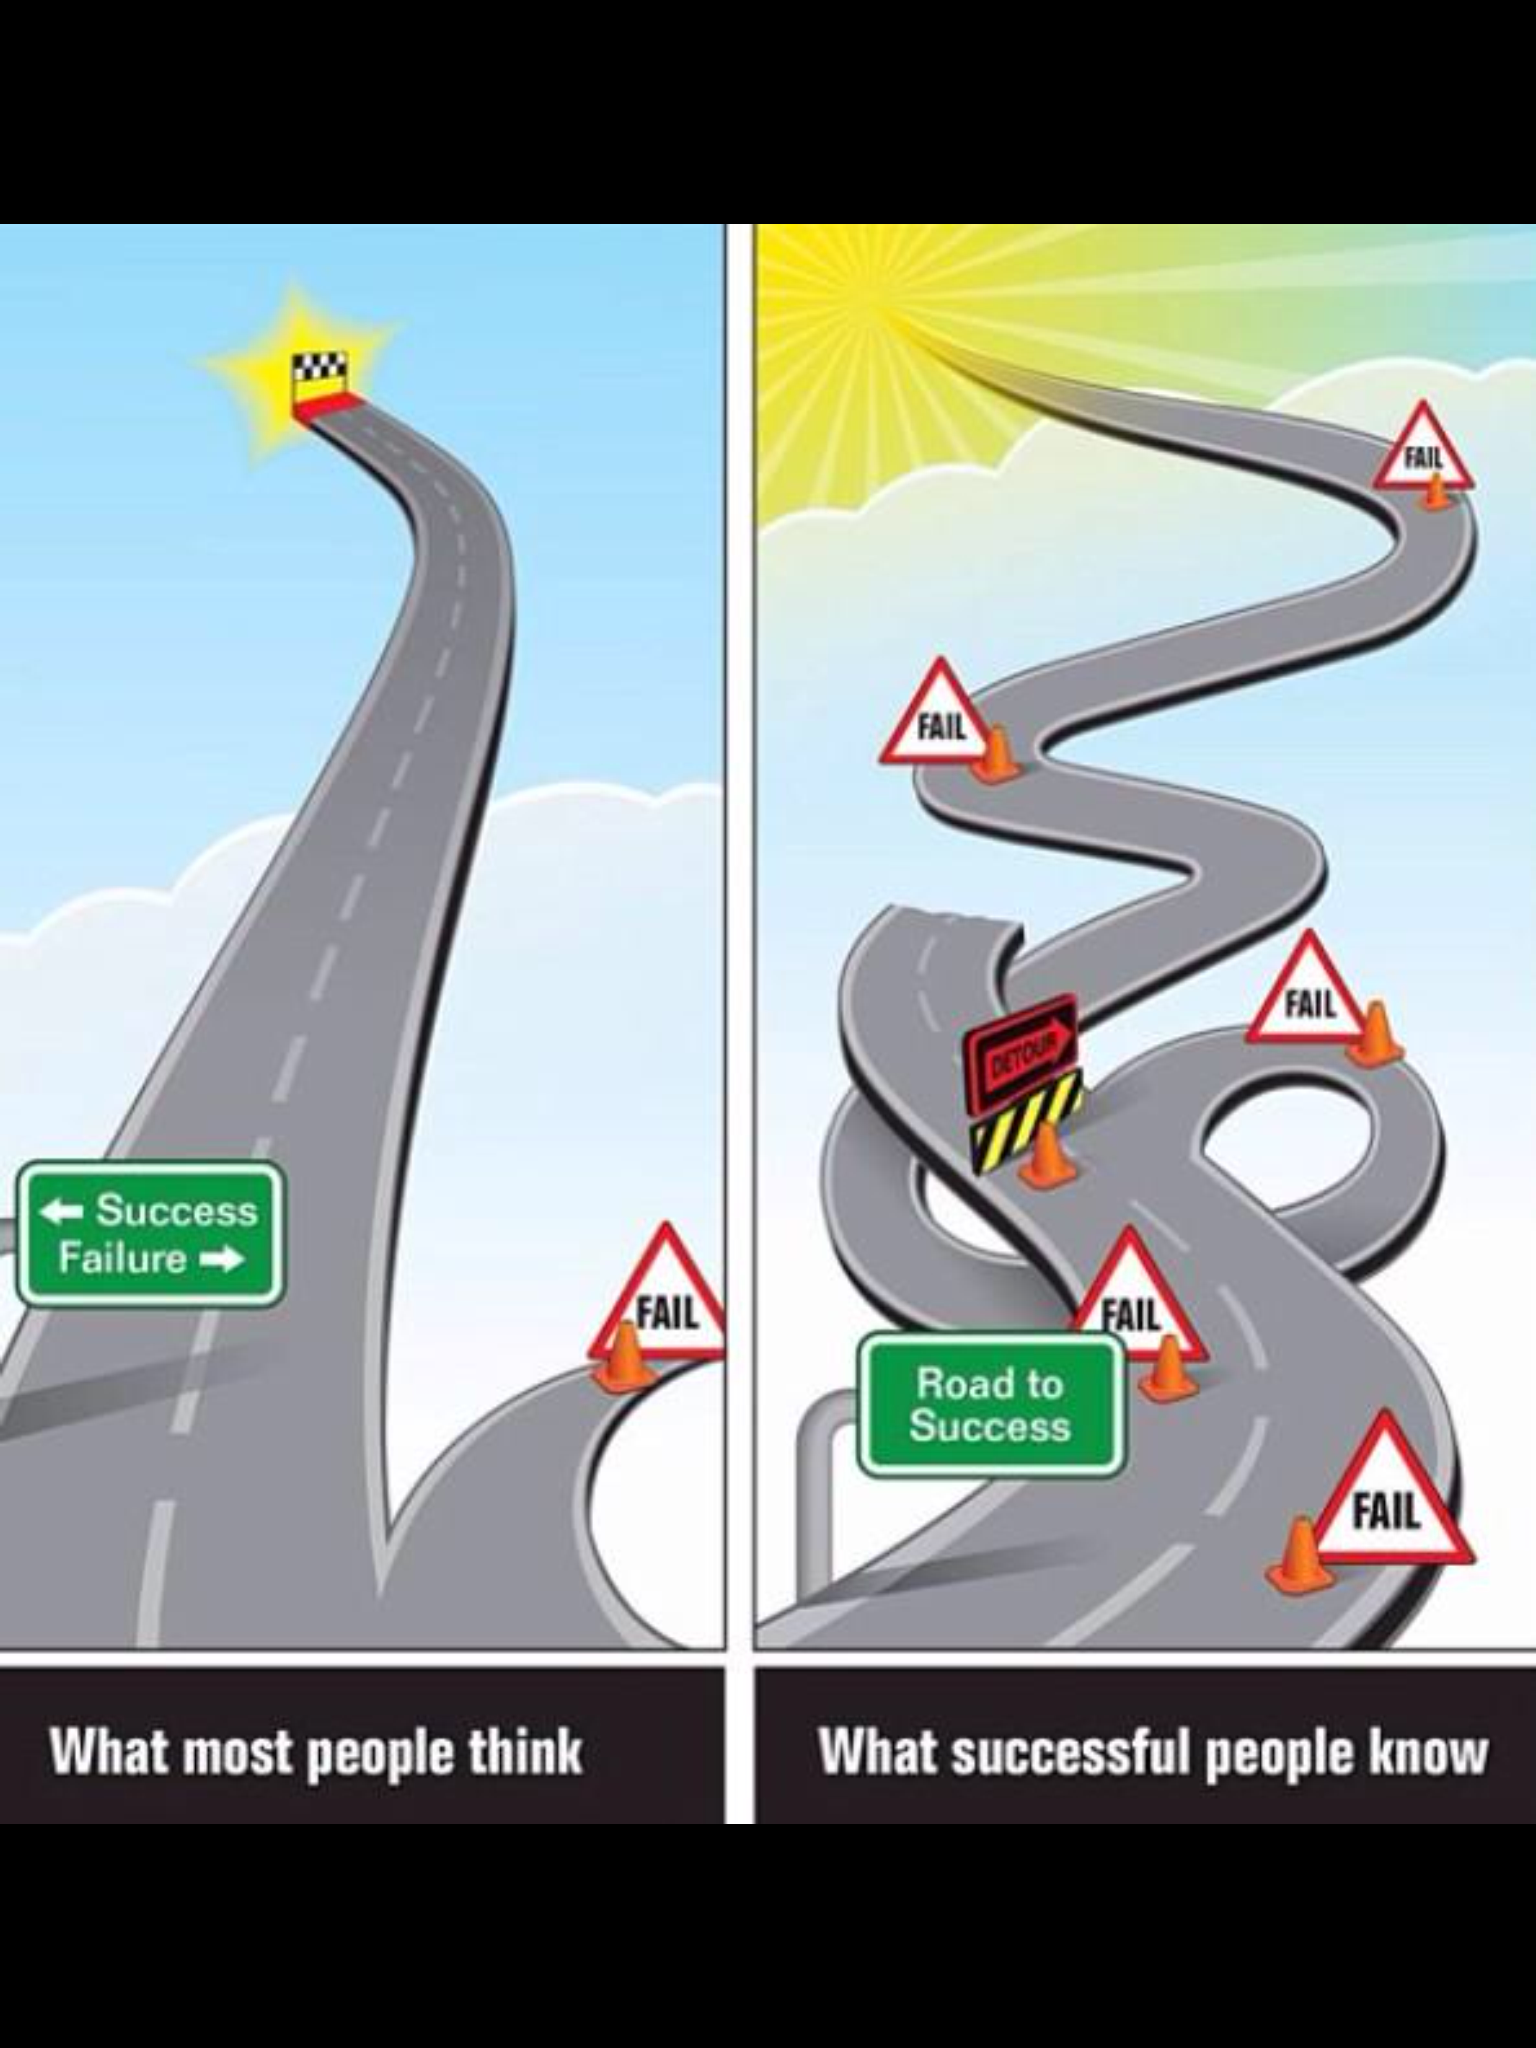 ← Success
Failure →
FAIL
What most people think
FAIL
FAIL
FAIL
DETOUR
FAIL
Road to
Success
FAIL
What successful people know